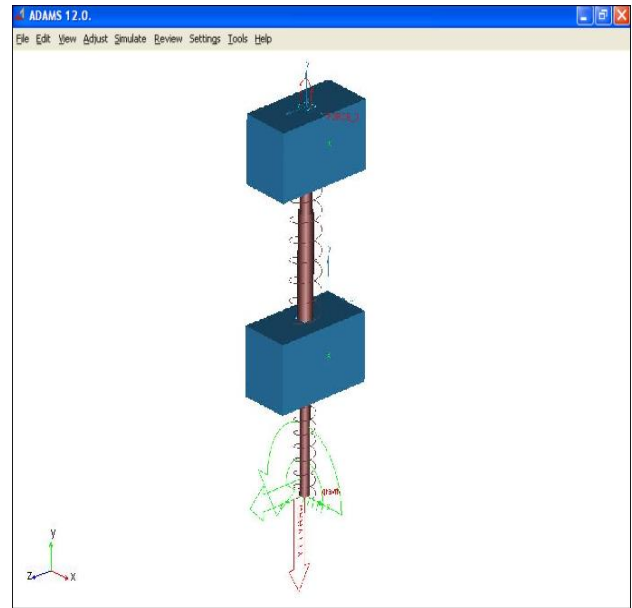 ADAMS 12.0.
File Edit View Adjust Simulate Review Settings Tools Help
y
Z X